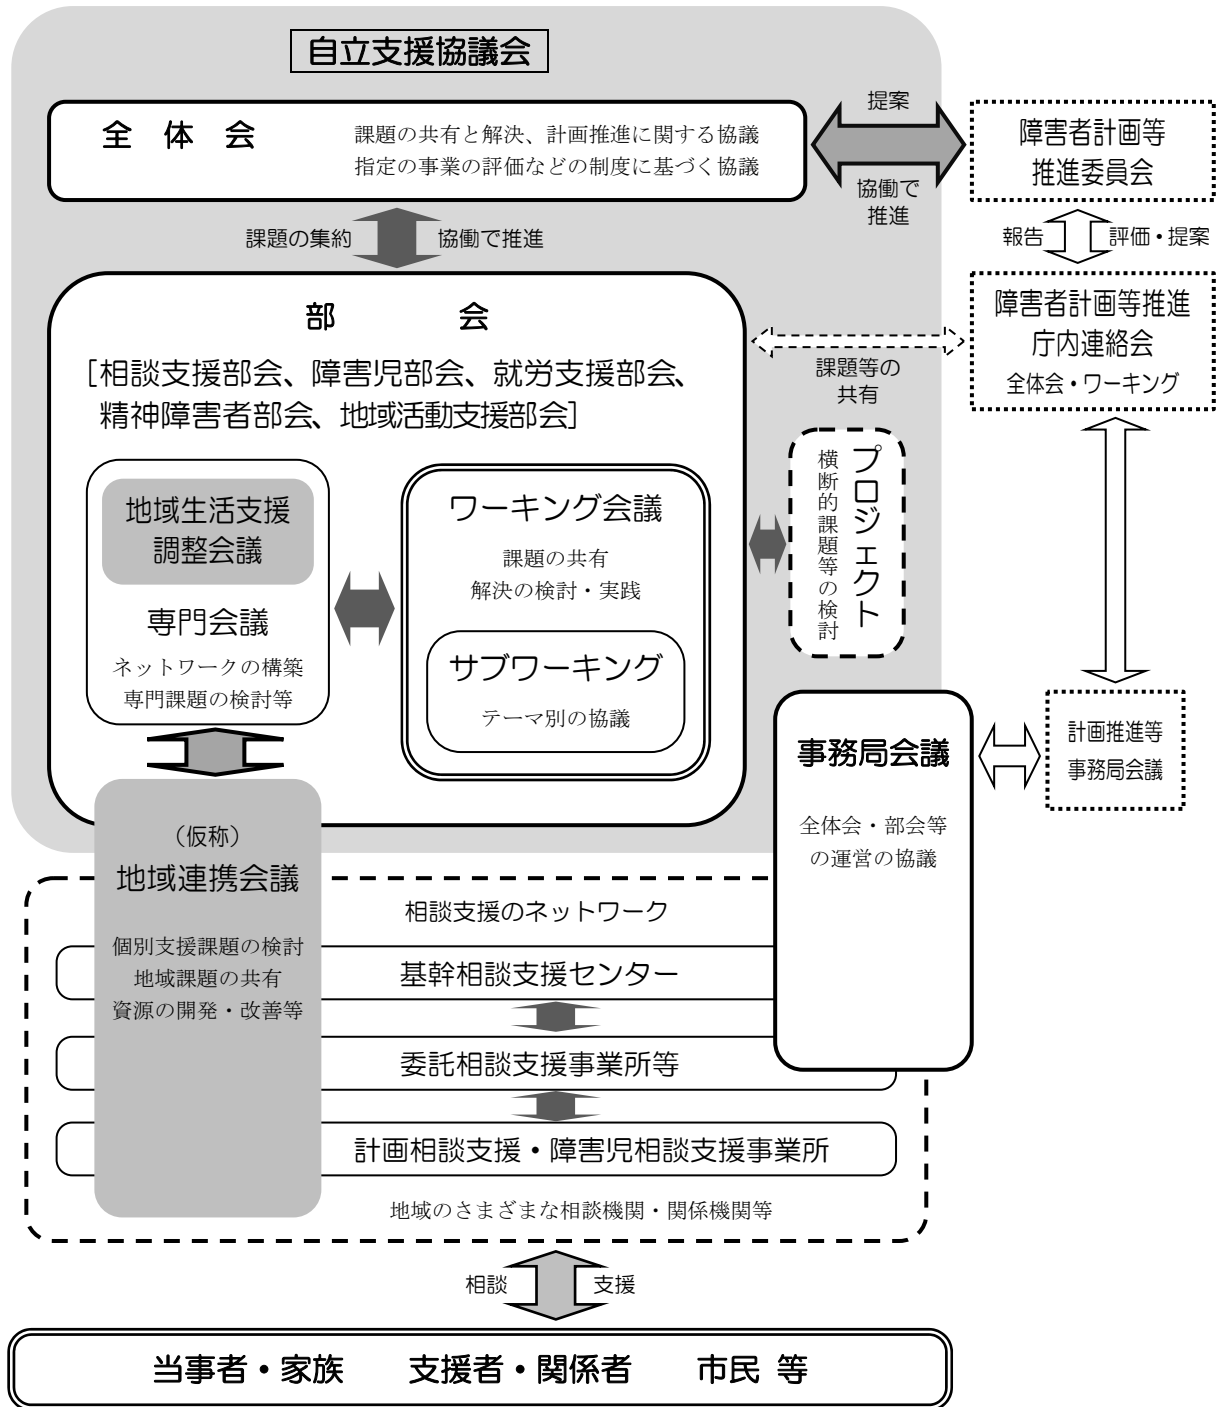 自立支援協議会
全 体 会
課題の共有と解決、計画推進に関する協議
指定の事業の評価などの制度に基づく協議
提案
協働で
推進
障害者計画等
推進委員会
課題の集約
協働で推進
報告
評価・提案
部 会
[相談支援部会、障害児部会、就労支援部会、
精神障害者部会、地域活動支援部会]
課題等の
共有
障害者計画等推進
庁内連絡会
全体会・ワーキング
地域生活支援
調整会議
専門会議
ネットワークの構築
専門課題の検討等
ワーキング会議
課題の共有
解決の検討・実践
サブワーキング
テーマ別の協議
プロジェクト
横断的課題等の検討
事務局会議
全体会・部会等
の運営の協議
計画推進等
事務局会議
（仮称）
地域連携会議
個別支援課題の検討
地域課題の共有
資源の開発・改善等
相談支援のネットワーク
基幹相談支援センター
委託相談支援事業所等
計画相談支援・障害児相談支援事業所
地域のさまざまな相談機関・関係機関等
相談
支援
当事者・家族 支援者・関係者 市民 等